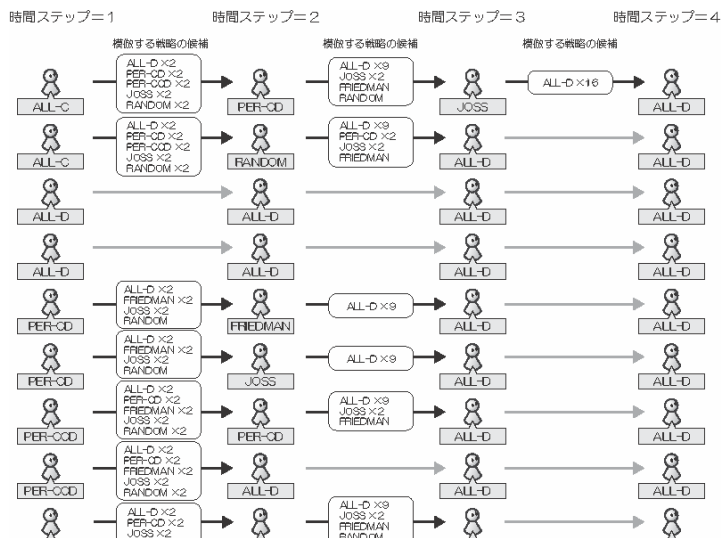 時間ステップ=1 時間ステップ=2 時間ステップ=3 時間ステップ=4
模倣する戦略の候補 模倣する戦略の候補 模倣する戦略の候補
ALL-C
ALL-D ×2
PER-CD ×2
PER-CCD ×2
JOSS ×2
RANDOM ×2
PER-CD
ALL-D ×9
JOSS ×2
FRIEDMAN
RANDOM
JOSS
ALL-D ×16
ALL-D
ALL-C
ALL-D ×2
PER-CD ×2
PER-CCD ×2
JOSS ×2
RANDOM ×2
RANDOM
ALL-D ×9
PER-CD ×2
JOSS ×2
FRIEDMAN
ALL-D
ALL-D
ALL-D
ALL-D
ALL-D
ALL-D
ALL-D
ALL-D
ALL-D
ALL-D
PER-CD
ALL-D ×2
FRIEDMAN ×2
JOSS ×2
RANDOM
FRIEDMAN
ALL-D ×9
ALL-D
ALL-D
PER-CD
ALL-D ×2
FRIEDMAN ×2
JOSS ×2
RANDOM
JOSS
ALL-D ×9
ALL-D
ALL-D
PER-CCD
ALL-D ×2
PER-CD ×2
FRIEDMAN ×2
JOSS ×2
RANDOM ×2
PER-CD
ALL-D ×9
JOSS ×2
FRIEDMAN
ALL-D
ALL-D
PER-CCD
ALL-D ×2
PER-CD ×2
FRIEDMAN ×2
JOSS ×2
RANDOM ×2
ALL-D
ALL-D
ALL-D
ALL-D ×2
PER-CD ×2
JOSS ×2
ALL-D ×9
JOSS ×2
FRIEDMAN
RANDOM